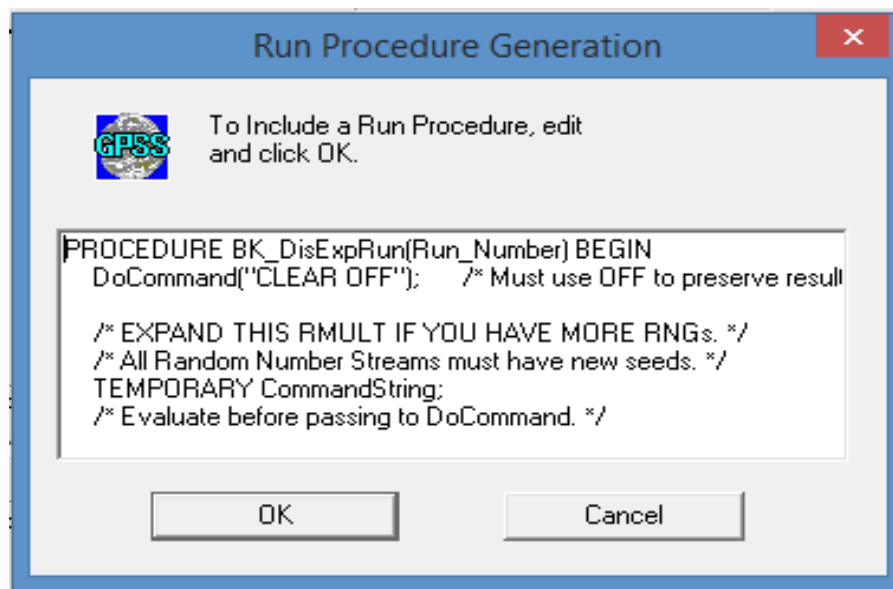 Run Procedure Generation
GPSS
To Include a Run Procedure, edit
and click OK.
PROCEDURE BK_DisExpRun(Run_Number) BEGIN
DoCommand("CLEAR OFF"); /* Must use OFF to preserve result
/* EXPAND THIS RMULT IF YOU HAVE MORE RNGs. */
/* All Random Number Streams must have new seeds. */
TEMPORARY CommandString;
/* Evaluate before passing to DoCommand. */
OK Cancel